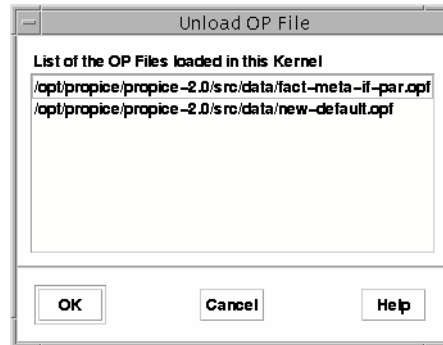 Unload OP File
List of the OP Files loaded in this Kernel
/opt/propice/propice-2.0/src/data/fact-meta-if-par.opf
/opt/propice/propice-2.0/src/data/new-default.opf
OK Cancel Help